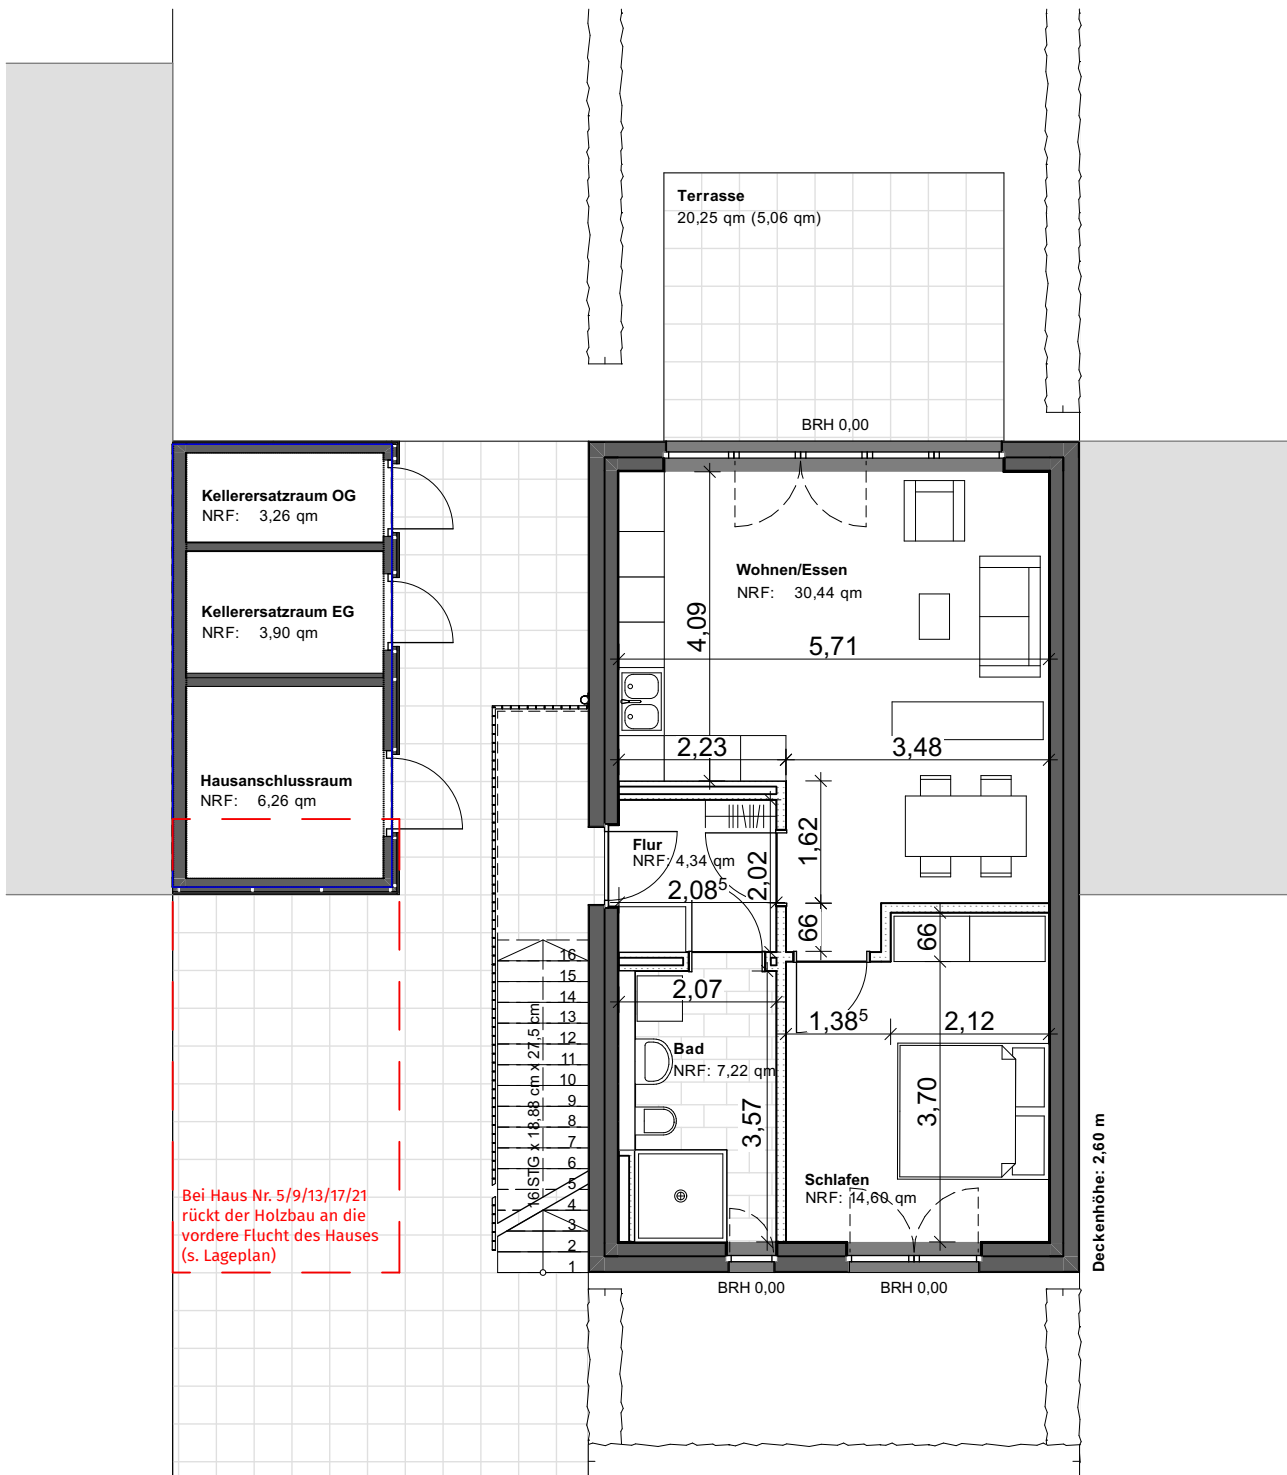 Terrasse
20,25 qm (5,06 qm)
BRH 0,00
Kellerersatzraum OG
NRF: 3,26 qm
Kellerersatzraum EG
NRF: 3,90 qm
Hausanschlussraum
NRF: 6,26 qm
Wohnen/Essen
NRF: 30,44 qm
4,09
5,71
2,23
3,48
1,62
Flur
NRF: 4,34 qm
2,02
2,08⁵
66
66
2,07
1,38⁵
2,12
Bad
NRF: 7,22 qm
3,57
3,70
Schlafen
NRF: 14,60 qm
16
15
14
13
12
11
10
9
8
7
6
5
4
3
2
1
16 STG x 18,88 cm x 27,5 cm
Bei Haus Nr. 5/9/13/17/21
rückt der Holzbau an die
vordere Flucht des Hauses
(s. Lageplan)
BRH 0,00
BRH 0,00
Deckenhöhe: 2,60 m